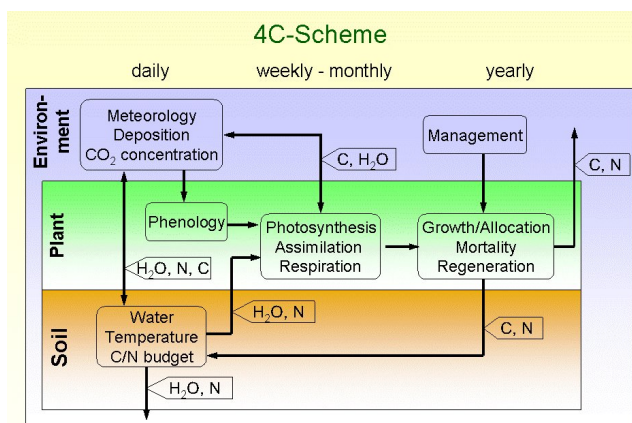 4C-Scheme
daily
weekly - monthly
yearly
Environ-
ment
Meteorology
Deposition
CO₂ concentration
Management
C, H₂O
C, N
Plant
Phenology
Photosynthesis
Assimilation
Respiration
Growth/Allocation
Mortality
Regeneration
H₂O, N, C
Soil
Water
Temperature
C/N budget
H₂O, N
C, N
H₂O, N